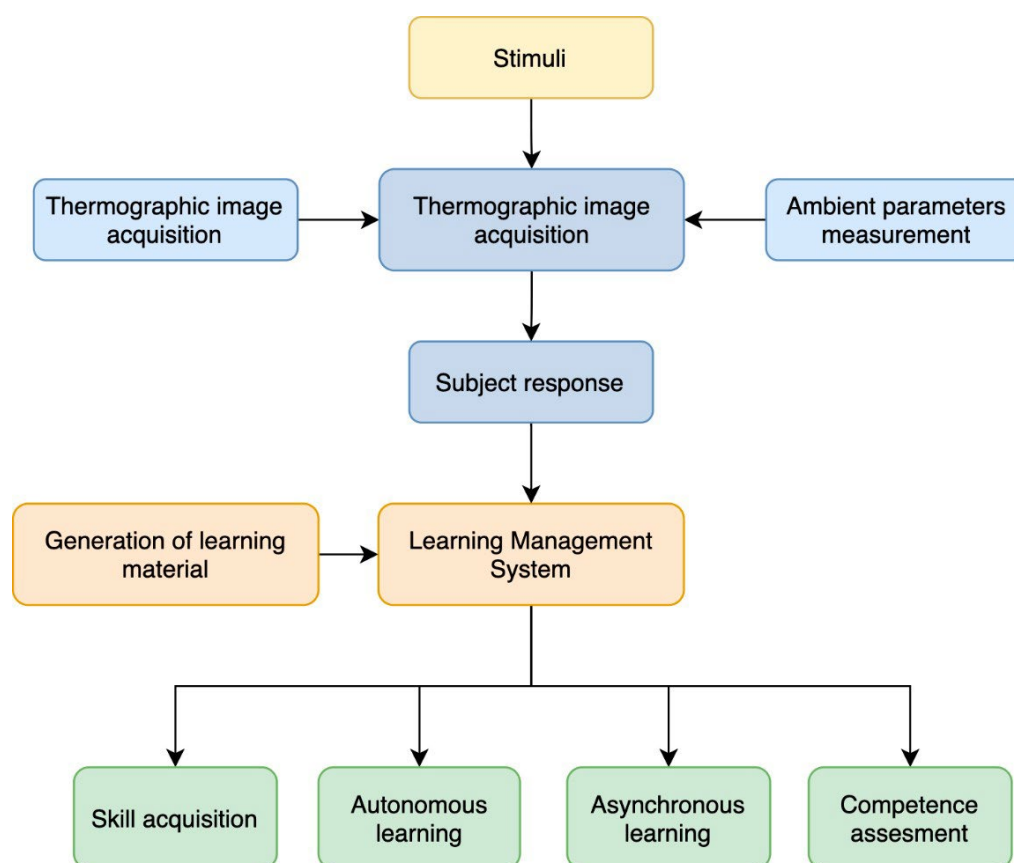 Stimuli
Thermographic image
acquisition
Thermographic image
acquisition
Ambient parameters
measurement
Subject response
Generation of learning
material
Learning Management
System
Skill acquisition
Autonomous
learning
Asynchronous
learning
Competence
assesment